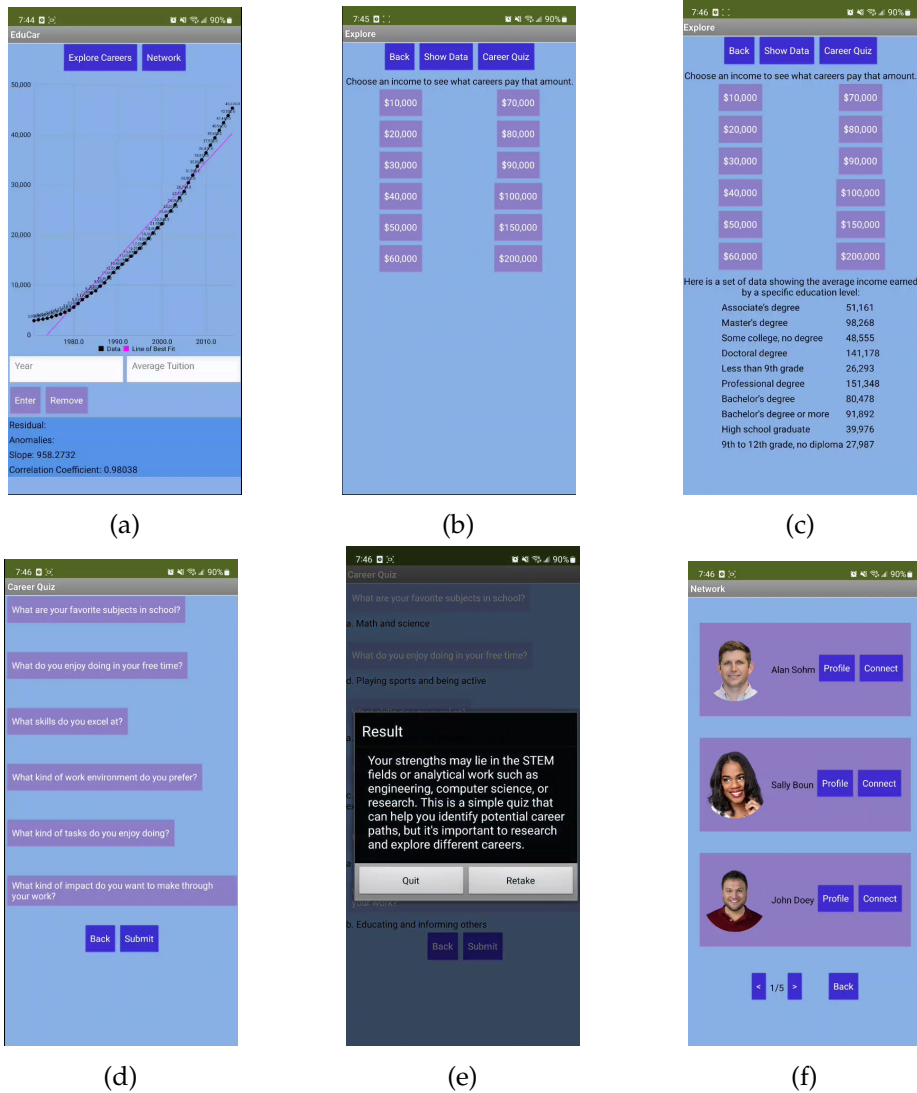 7:44 90%
EduCar
Explore Careers Network
50,000
40,000
30,000
20,000
10,000
0
1980.0 1990.0 2000.0 2010.0
Data Line of Best Fit
Year Average Tuition
Enter Remove
Residual:
Anomalies:
Slope: 958.2732
Correlation Coefficient: 0.98038
(a)
7:45 90%
Explore
Back Show Data Career Quiz
Choose an income to see what careers pay that amount.
$10,000 $70,000
$20,000 $80,000
$30,000 $90,000
$40,000 $100,000
$50,000 $150,000
$60,000 $200,000
(b)
7:46 90%
Explore
Back Show Data Career Quiz
Choose an income to see what careers pay that amount.
$10,000 $70,000
$20,000 $80,000
$30,000 $90,000
$40,000 $100,000
$50,000 $150,000
$60,000 $200,000
Here is a set of data showing the average income earned
by a specific education level:
Associate's degree 51,161
Master's degree 98,268
Some college, no degree 48,555
Doctoral degree 141,178
Less than 9th grade 26,293
Professional degree 151,348
Bachelor's degree 80,478
Bachelor's degree or more 91,892
High school graduate 39,976
9th to 12th grade, no diploma 27,987
(c)
7:46 90%
Career Quiz
What are your favorite subjects in school?
What do you enjoy doing in your free time?
What skills do you excel at?
What kind of work environment do you prefer?
What kind of tasks do you enjoy doing?
What kind of impact do you want to make through
your work?
Back Submit
(d)
7:46 90%
Career Quiz
What are your favorite subjects in school?
a. Math and science
What do you enjoy doing in your free time?
d. Playing sports and being active
Result
Your strengths may lie in the STEM
fields or analytical work such as
engineering, computer science, or
research. This is a simple quiz that
can help you identify potential career
paths, but it's important to research
and explore different careers.
Quit Retake
your work?
b. Educating and informing others
Back Submit
(e)
7:46 90%
Network
Alan Sohm Profile Connect
Sally Boun Profile Connect
John Doey Profile Connect
< 1/5 > Back
(f)